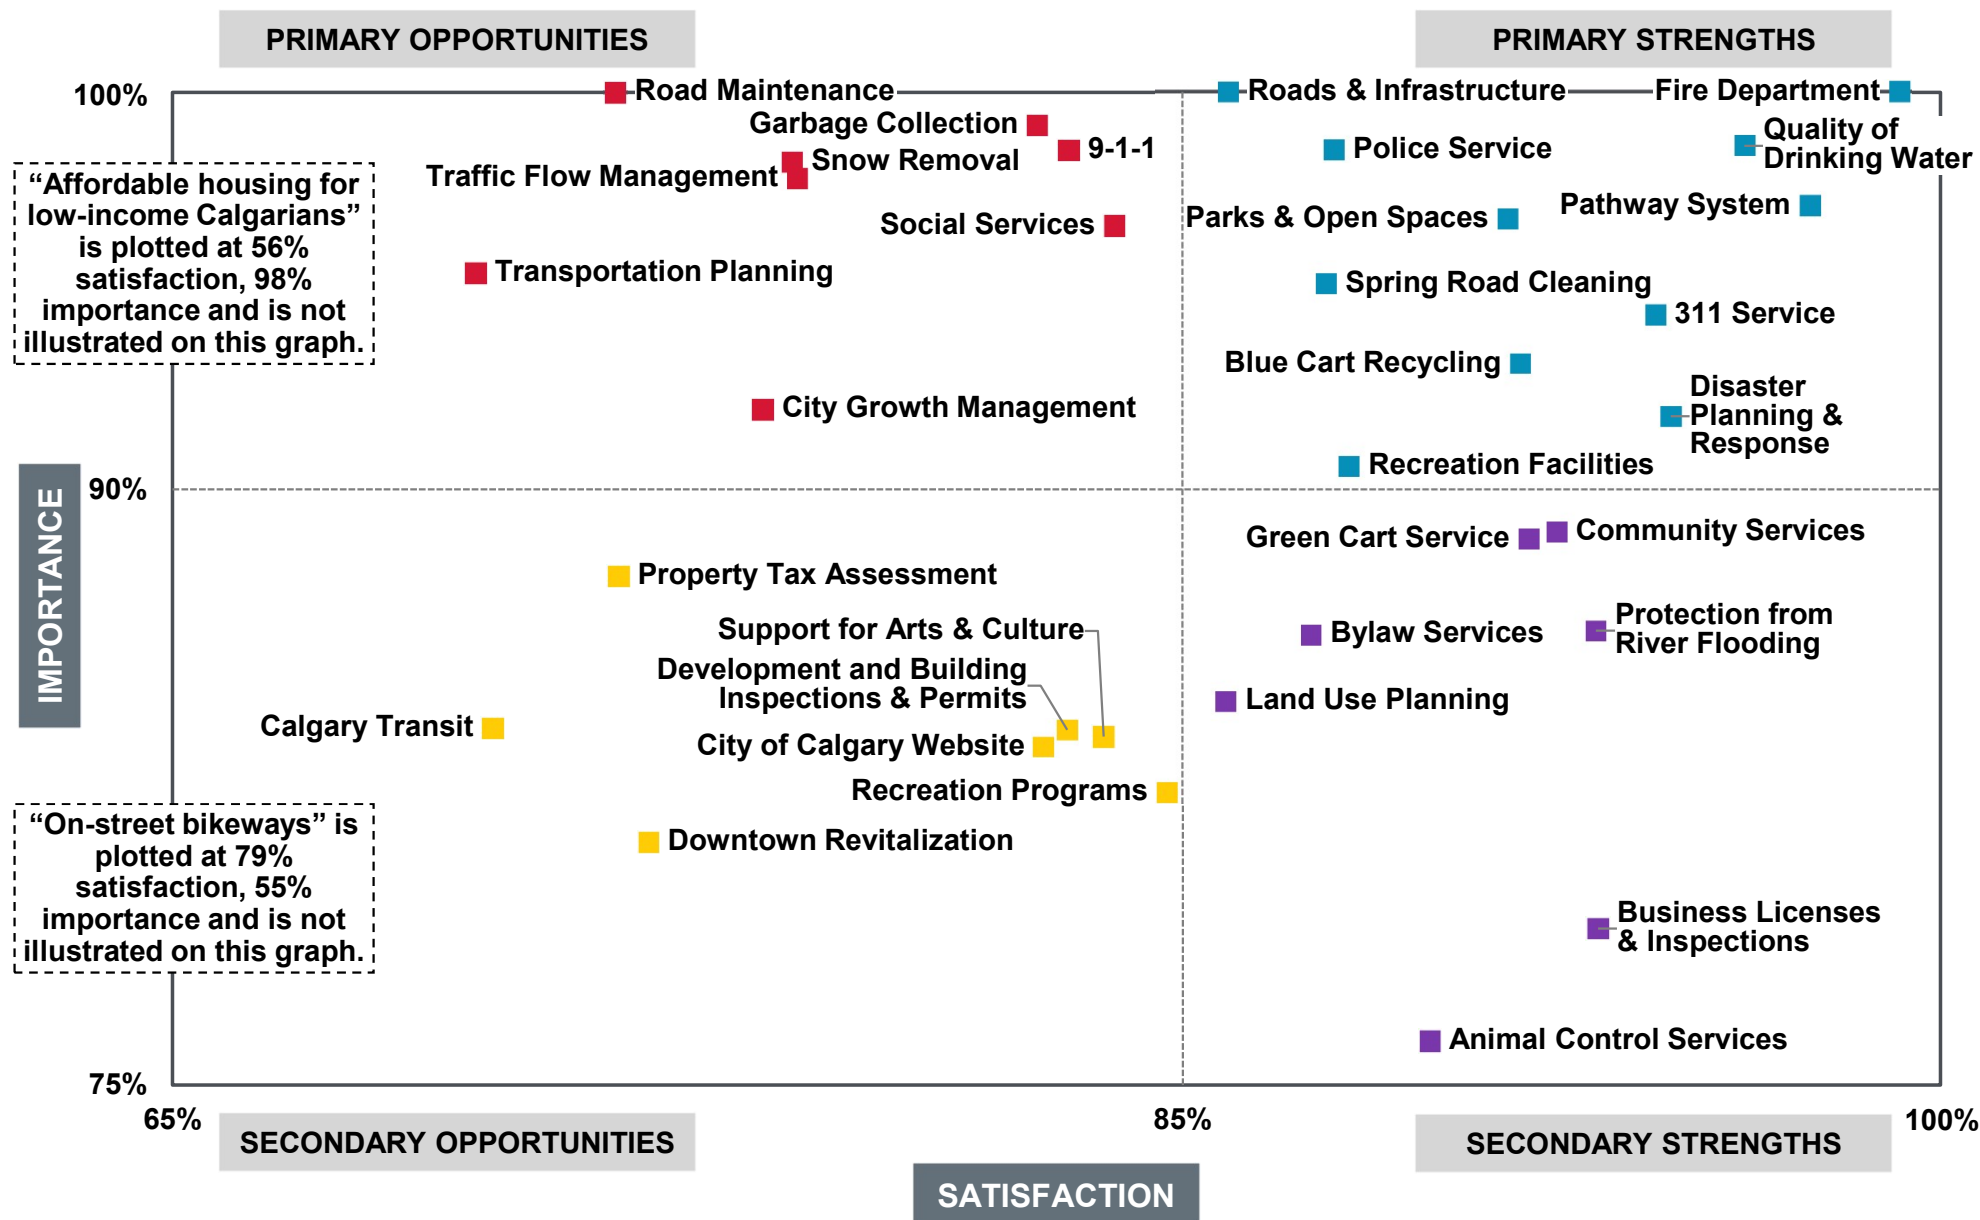 PRIMARY OPPORTUNITIES
PRIMARY STRENGTHS
100%
Road Maintenance
Roads & Infrastructure
Fire Department
Garbage Collection
9-1-1
Police Service
Quality of
Drinking Water
Snow Removal
Traffic Flow Management
“Affordable housing for
low-income Calgarians”
is plotted at 56%
satisfaction, 98%
importance and is not
illustrated on this graph.
Social Services
Parks & Open Spaces
Pathway System
Transportation Planning
Spring Road Cleaning
311 Service
Blue Cart Recycling
City Growth Management
Disaster
Planning &
Response
Recreation Facilities
90%
IMPORTANCE
Green Cart Service
Community Services
Property Tax Assessment
Support for Arts & Culture
Bylaw Services
Protection from
River Flooding
Development and Building
Inspections & Permits
Land Use Planning
Calgary Transit
City of Calgary Website
Recreation Programs
“On-street bikeways” is
plotted at 79%
satisfaction, 55%
importance and is not
illustrated on this graph.
Downtown Revitalization
Business Licenses
& Inspections
Animal Control Services
75%
65%
85%
100%
SECONDARY OPPORTUNITIES
SECONDARY STRENGTHS
SATISFACTION